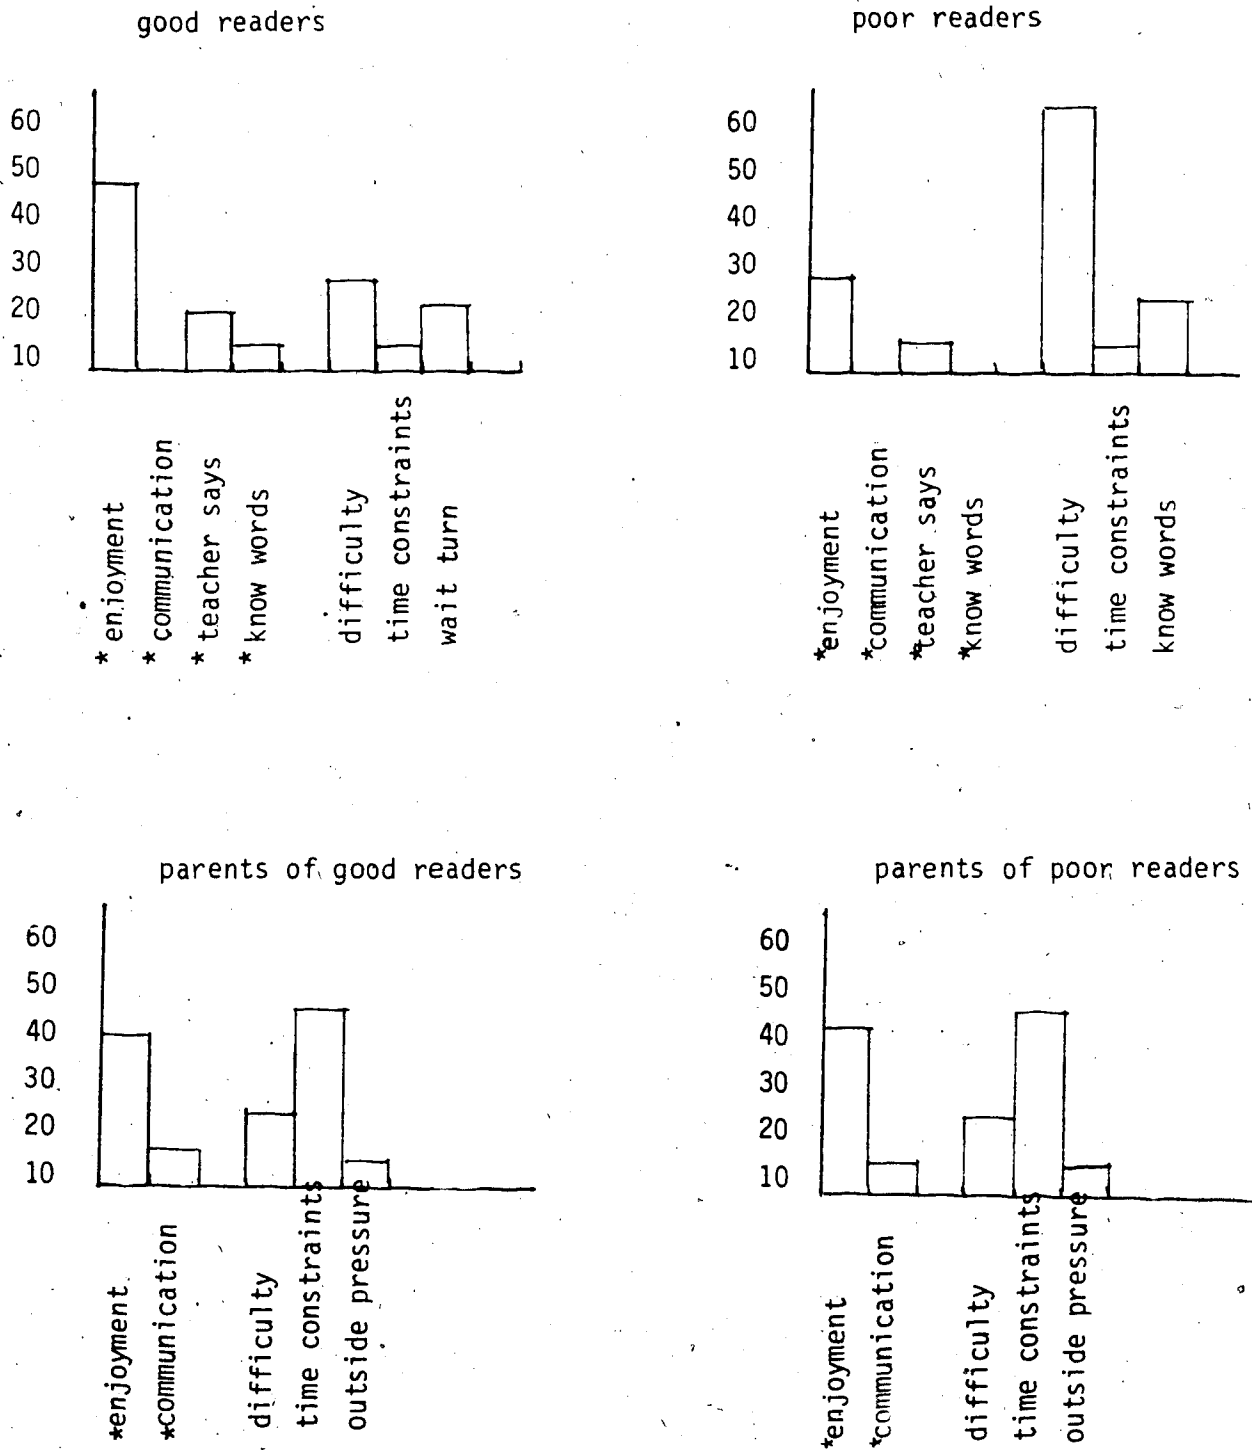 good readers
60
50
40
30
20
10
*enjoyment
*communication
*teacher says
*know words
difficulty
time constraints
wait turn
poor readers
60
50
40
30
20
10
*enjoyment
*communication
*teacher says
*know words
difficulty
time constraints
know words
parents of good readers
60
50
40
30
20
10
*enjoyment
*communication
difficulty
time constraints
outside pressure
parents of poor readers
60
50
40
30
20
10
*enjoyment
*communication
difficulty
time constraints
outside pressure